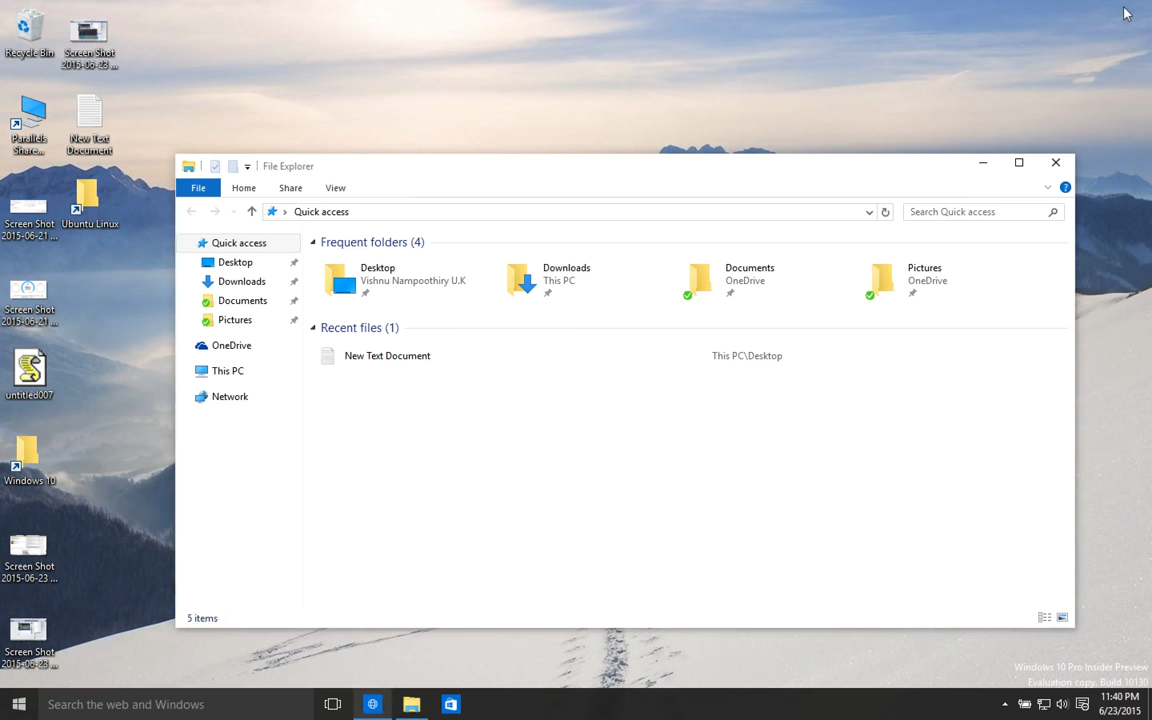 Recycle Bin
Screen Shot
2015-06-23 ...
Parallels
Share...
New Text
Document
Screen Shot
2015-06-21 ...
Ubuntu Linux
Screen Shot
2015-06-21 ...
untitled007
Windows 10
Screen Shot
2015-06-23 ...
Screen Shot
2015-06-23 ...
File Explorer
File Home Share View
Quick access
Search Quick access
Quick access
Desktop
Downloads
Documents
Pictures
OneDrive
This PC
Network
Frequent folders (4)
Desktop
Vishnu Nampoothiry U.K
Downloads
This PC
Documents
OneDrive
Pictures
OneDrive
Recent files (1)
New Text Document This PC\Desktop
5 items
Windows 10 Pro Insider Preview
Evaluation copy. Build 10130
Search the web and Windows
11:40 PM
6/23/2015